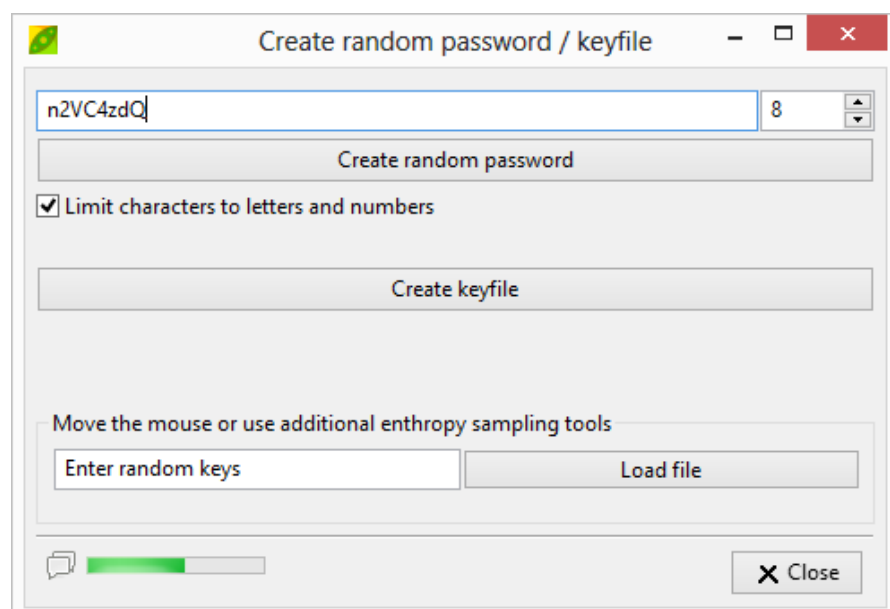 Create random password / keyfile
n2VC4zdQ 8
Create random password
Limit characters to letters and numbers
Create keyfile
Move the mouse or use additional enthropy sampling tools
Enter random keys Load file
Close